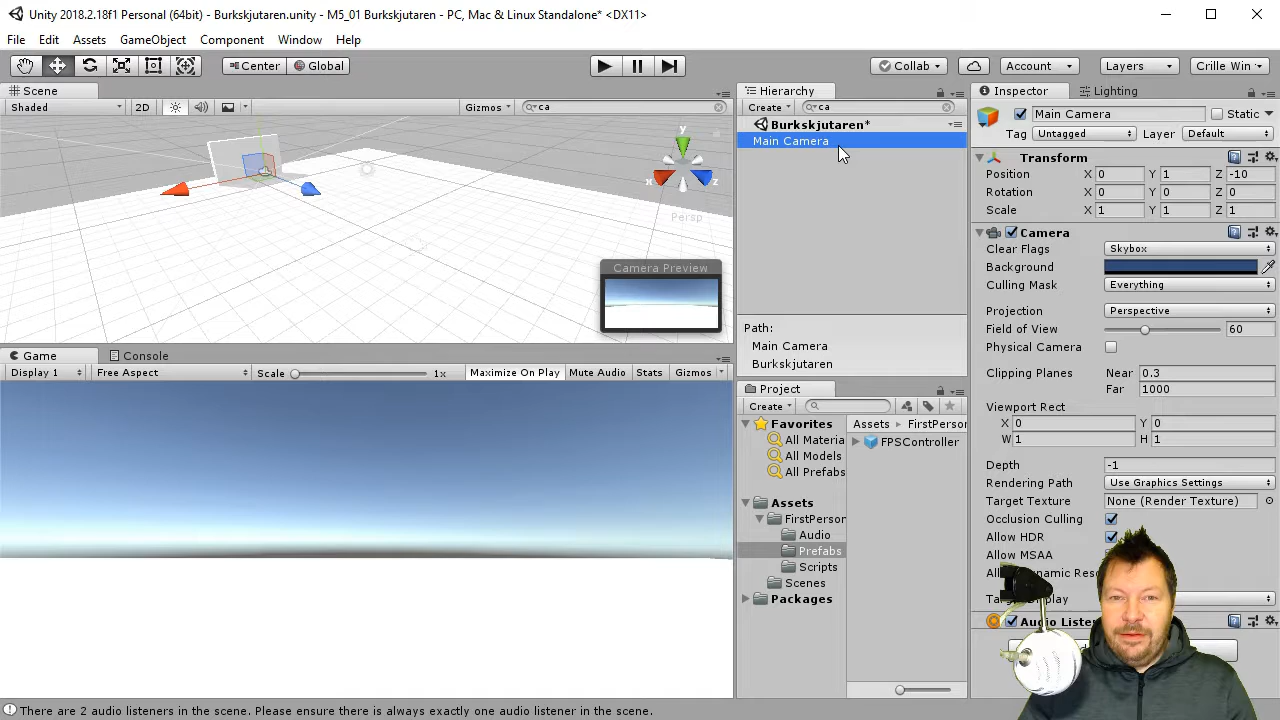 Unity 2018.2.18f1 Personal (64bit) - Burkskjutaren.unity - M5_01 Burkskjutaren - PC, Mac & Linux Standalone* <DX11>
File Edit Assets GameObject Component Window Help
Center Global Collab Account Layers Crille Win
Scene
Shaded 2D Gizmos ca
y
x z
Persp
Camera Preview
Game Console
Display 1 Free Aspect Scale 1x Maximize On Play Mute Audio Stats Gizmos
Hierarchy
Create ca
Burkskjutaren*
Main Camera
Path:
Main Camera
Burkskjutaren
Project
Create
Favorites
All Materia
All Models
All Prefabs
Assets
FirstPerson
Audio
Prefabs
Scripts
Scenes
Packages
Assets FirstPerson
FPSController
Inspector Lighting
Main Camera Static
Tag Untagged Layer Default
Transform
Position X 0 Y 1 Z -10
Rotation X 0 Y 0 Z 0
Scale X 1 Y 1 Z 1
Camera
Clear Flags Skybox
Background
Culling Mask Everything
Projection Perspective
Field of View 60
Physical Camera
Clipping Planes Near 0.3
Far 1000
Viewport Rect
X 0 Y 0
W 1 H 1
Depth -1
Rendering Path Use Graphics Settings
Target Texture None (Render Texture)
Occlusion Culling
Allow HDR
Allow MSAA
Audio Liste
There are 2 audio listeners in the scene. Please ensure there is always exactly one audio listener in the scene.